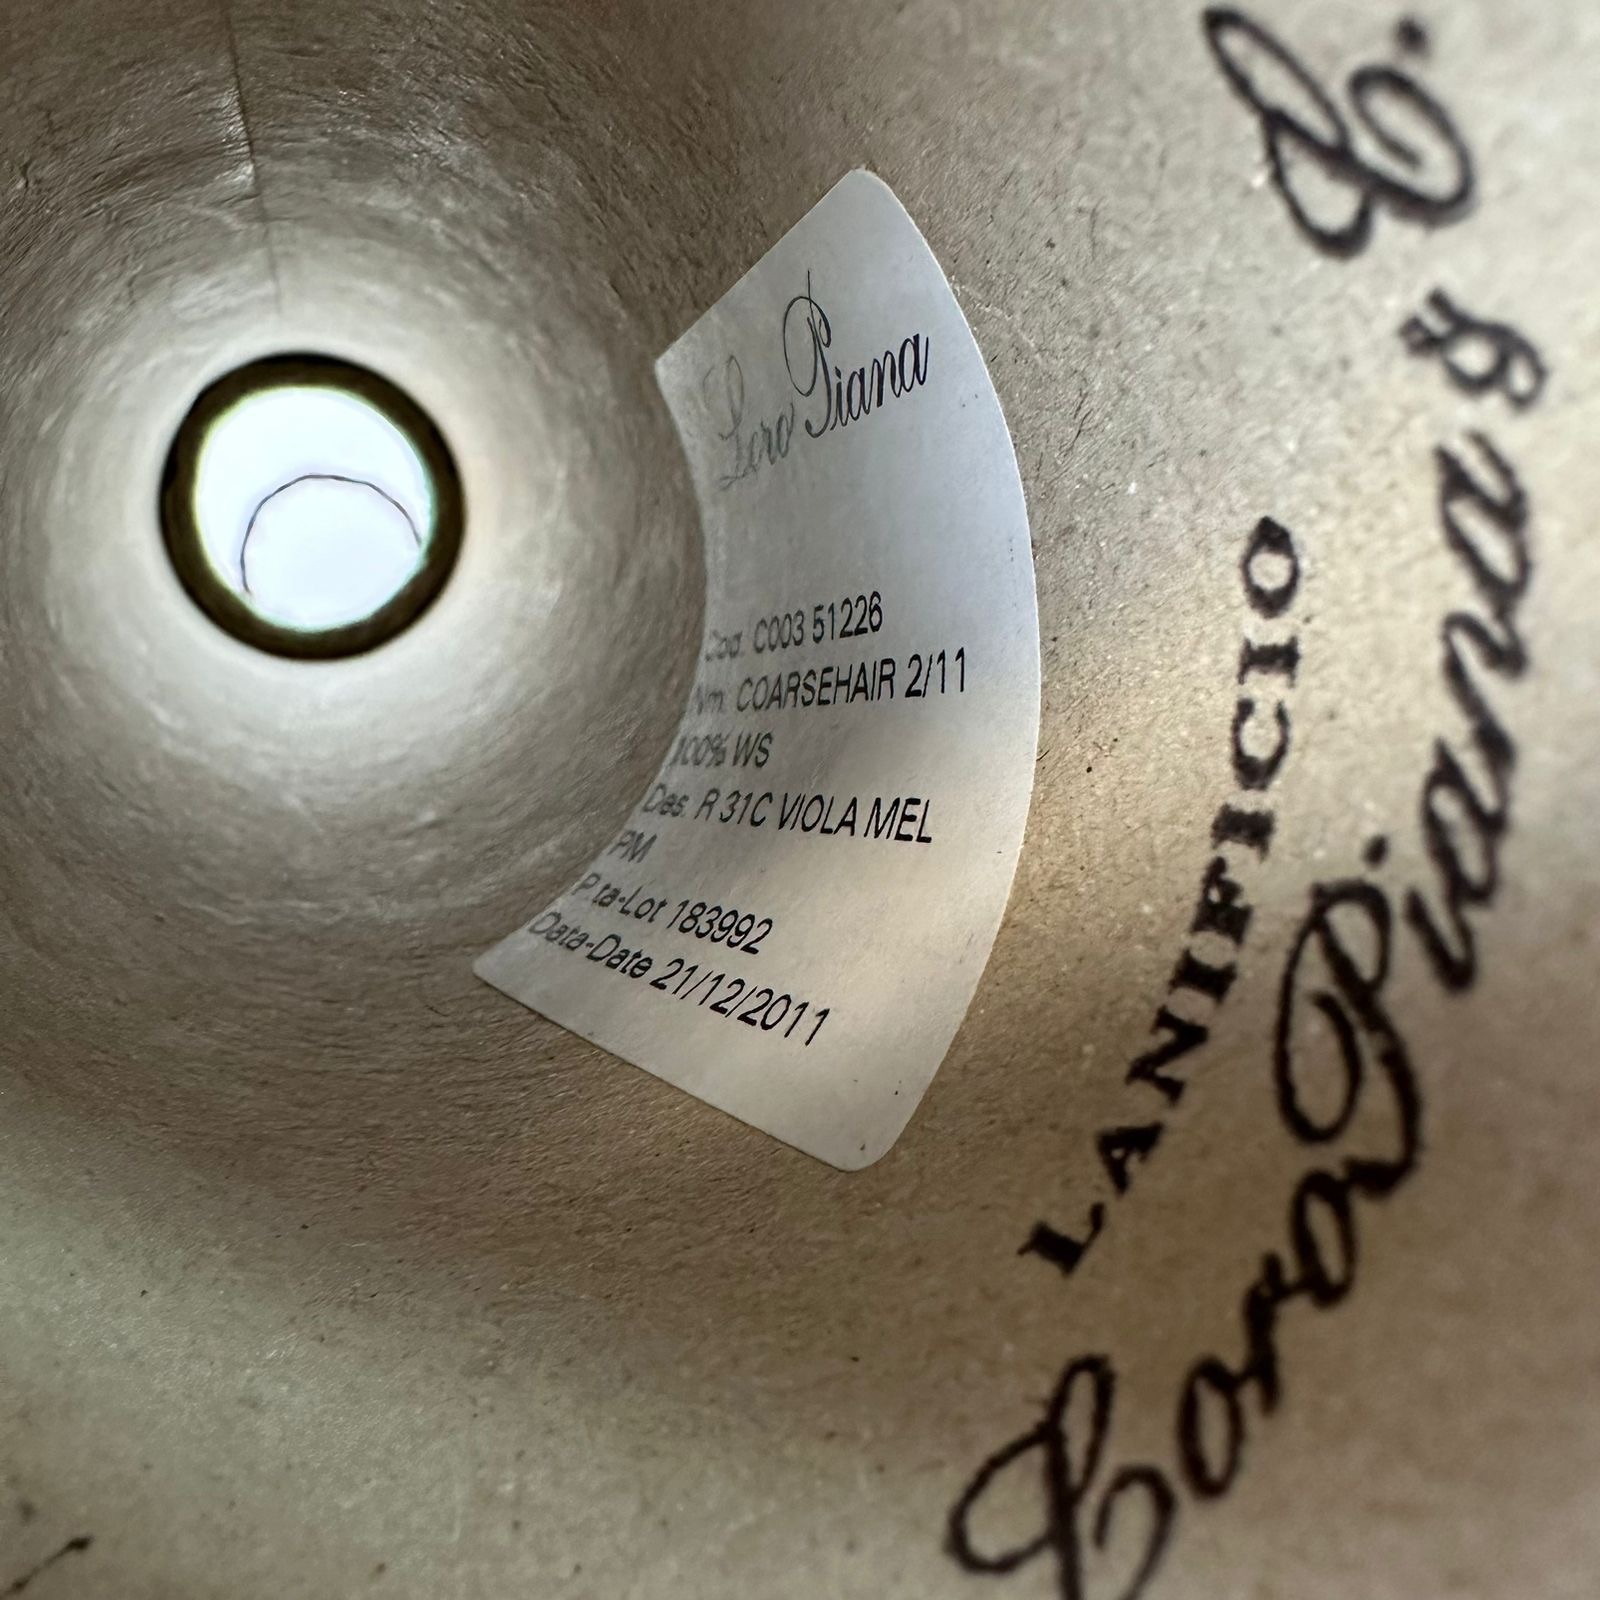 Loro Piana
Cod. C003 51226
Nm. COARSEHAIR 2/11
100% WS
Des. R 31C VIOLA MEL
PM
P.ta-Lot 183992
Data-Date 21/12/2011
LANIFICIO
Loro Piana & C.